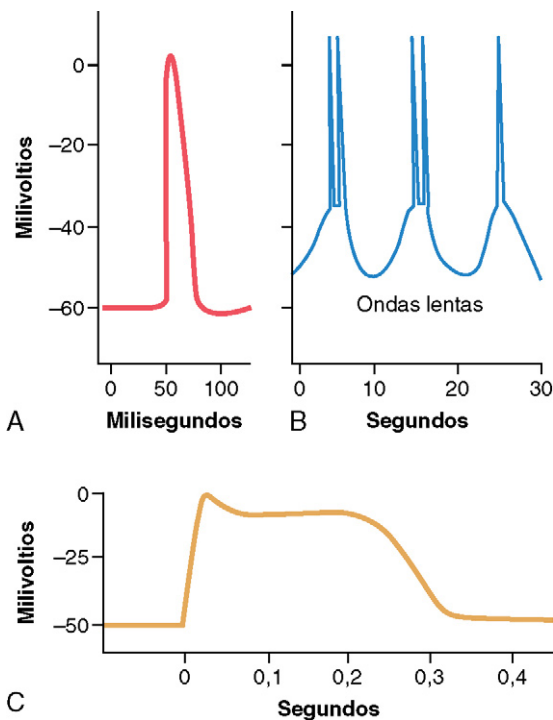 Milivoltios
0
–20
–40
–60
0
50
100
Milisegundos
A
Ondas lentas
0
10
20
30
Segundos
B
Milivoltios
0
–25
–50
0
0,1
0,2
0,3
0,4
Segundos
C